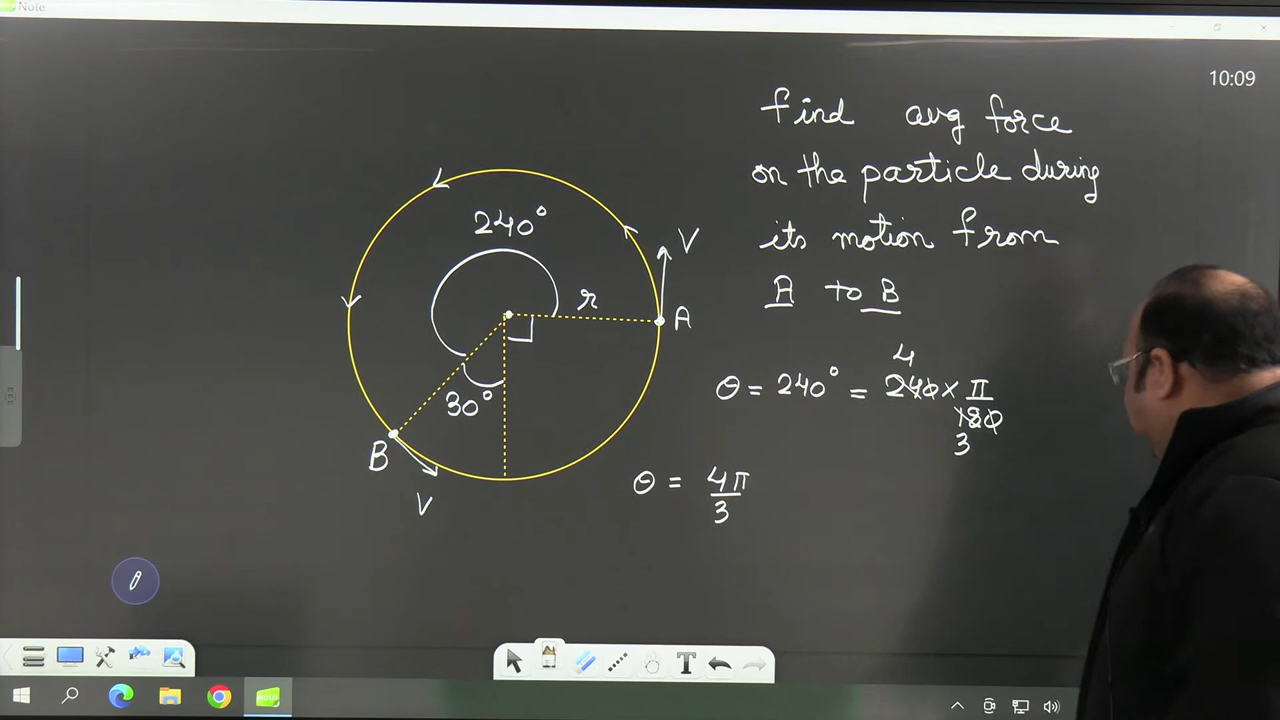 Note
10:09
find avg force
on the particle during
its motion from
A to B
240°
V
r
A
4
θ = 240° = 240 × π
180
3
30°
B
V
θ = 4π
3
T
Note